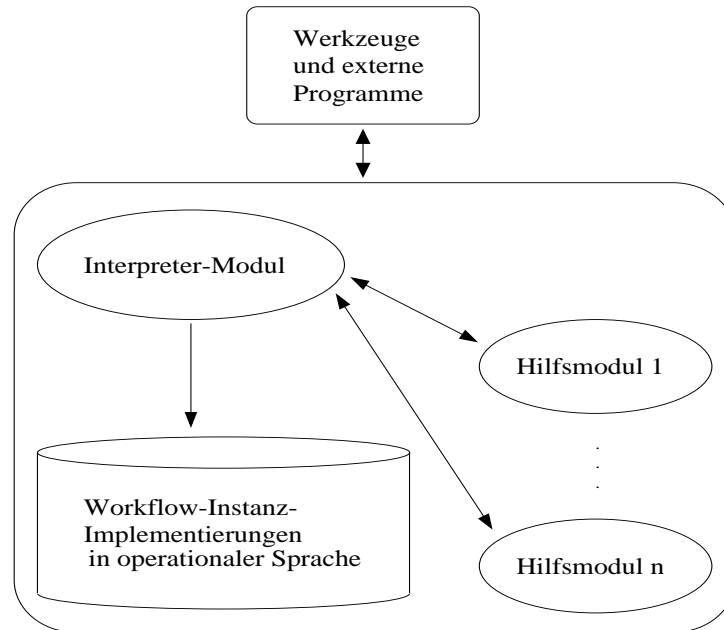 Werkzeuge
und externe
Programme
Interpreter-Modul
Hilfsmodul 1
Workflow-Instanz-
Implementierungen
in operationaler Sprache
Hilfsmodul n